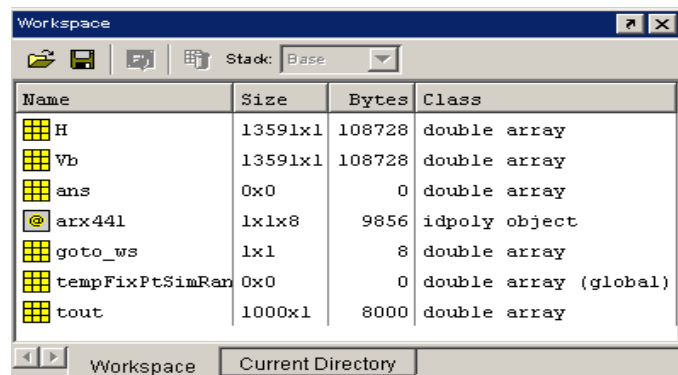 Workspace
Stack: Base
Name Size Bytes Class
H 13591x1 108728 double array
Vb 13591x1 108728 double array
ans 0x0 0 double array
@ arx441 1x1x8 9856 idpoly object
goto_ws 1x1 8 double array
tempFixPtSimRan 0x0 0 double array (global)
tout 1000x1 8000 double array
Workspace Current Directory